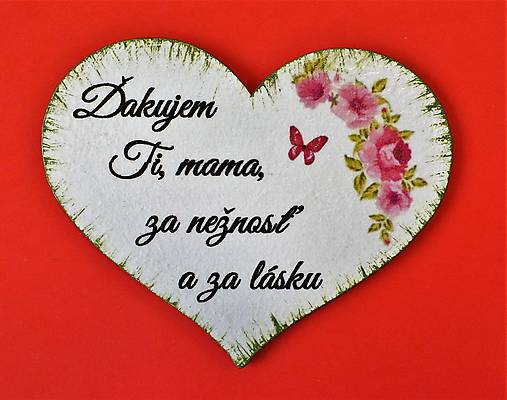 Ďakujem
Ti, mama,
za nežnosť
a za lásku